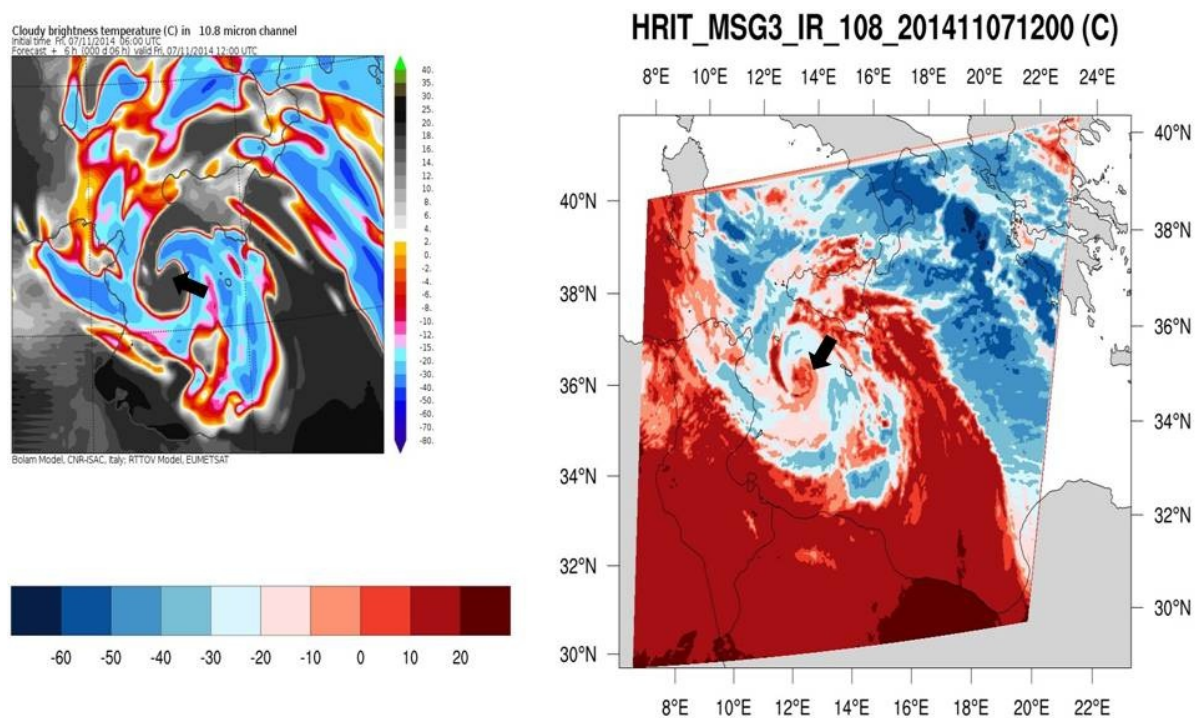 Cloudy brightness temperature (C) in 10.8 micron channel
Initial time Fri, 07/11/2014 06:00 UTC
Forecast + 6 h (000 d 06 h) valid Fri, 07/11/2014 12:00 UTC
40.
35.
30.
25.
20.
18.
16.
14.
12.
10.
8.
6.
4.
2.
0.
-2.
-4.
-6.
-8.
-10.
-12.
-15.
-20.
-25.
-30.
-40.
-50.
-60.
-70.
-80.
Bolam Model, CNR-ISAC, Italy; RTTOV Model, EUMETSAT
-60 -50 -40 -30 -20 -10 0 10 20
HRIT_MSG3_IR_108_201411071200 (C)
8°E 10°E 12°E 14°E 16°E 18°E 20°E 22°E 24°E
40°N
38°N
36°N
34°N
32°N
30°N
40°N
38°N
36°N
34°N
32°N
30°N
8°E 10°E 12°E 14°E 16°E 18°E 20°E 22°E